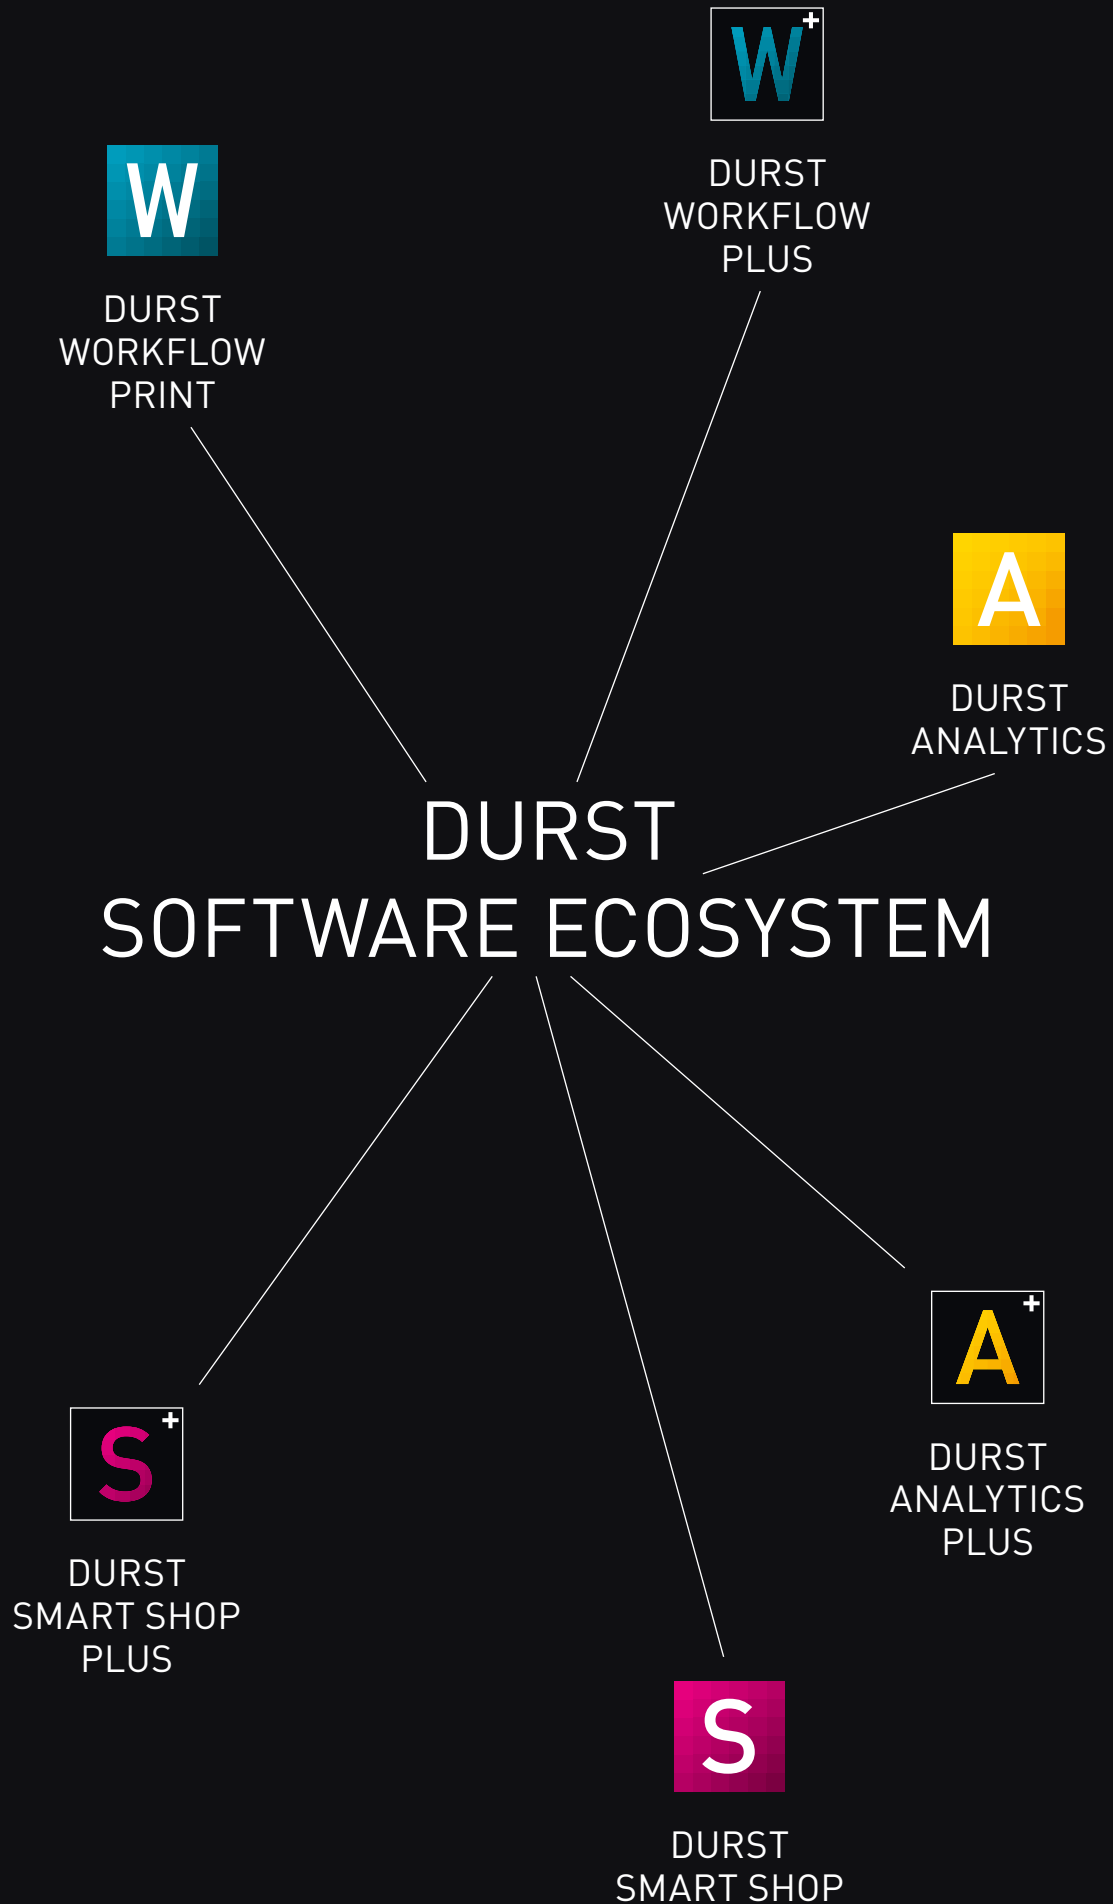 W+
DURST
WORKFLOW
PLUS
W
DURST
WORKFLOW
PRINT
A
DURST
ANALYTICS
DURST
SOFTWARE ECOSYSTEM
A+
DURST
ANALYTICS
PLUS
S+
DURST
SMART SHOP
PLUS
S
DURST
SMART SHOP